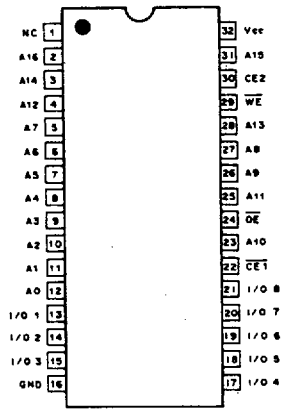 NC 1 32 Vcc
A16 2 31 A15
A14 3 30 CE2
A12 4 29 WE
A7 5 28 A13
A6 6 27 A8
A5 7 26 A9
A4 8 25 A11
A3 9 24 OE
A2 10 23 A10
A1 11 22 CE1
A0 12 21 I/O 8
I/O 1 13 20 I/O 7
I/O 2 14 19 I/O 6
I/O 3 15 18 I/O 5
GND 16 17 I/O 4